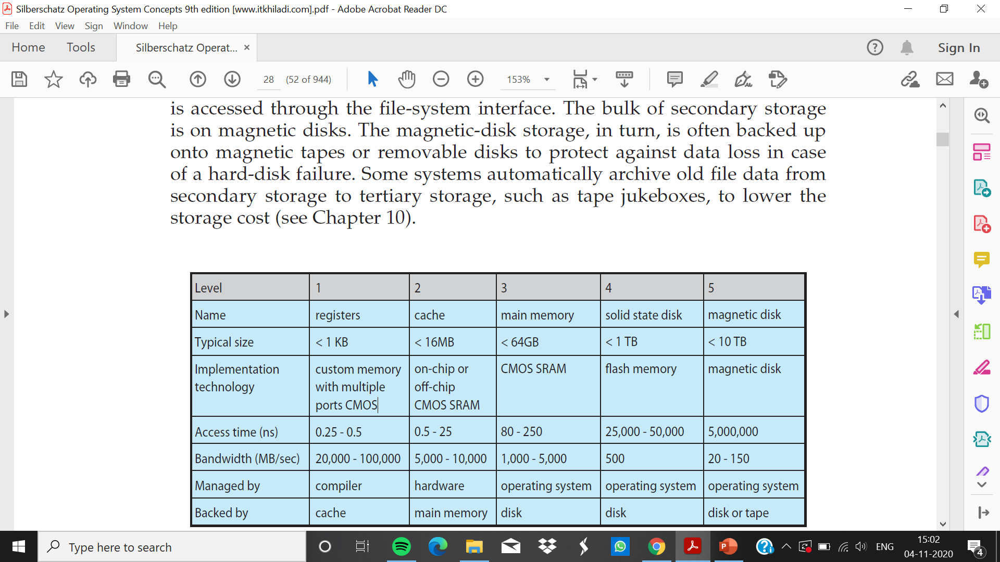 Silberschatz Operating System Concepts 9th edition [www.itkhiladi.com].pdf - Adobe Acrobat Reader DC
File Edit View Sign Window Help
Home Tools Silberschatz Operat... × Sign In
28 (52 of 944) 153%
is accessed through the file-system interface. The bulk of secondary storage
is on magnetic disks. The magnetic-disk storage, in turn, is often backed up
onto magnetic tapes or removable disks to protect against data loss in case
of a hard-disk failure. Some systems automatically archive old file data from
secondary storage to tertiary storage, such as tape jukeboxes, to lower the
storage cost (see Chapter 10).
Level 1 2 3 4 5
Name registers cache main memory solid state disk magnetic disk
Typical size < 1 KB < 16MB < 64GB < 1 TB < 10 TB
Implementation custom memory on-chip or CMOS SRAM flash memory magnetic disk
technology with multiple off-chip
ports CMOS CMOS SRAM
Access time (ns) 0.25 - 0.5 0.5 - 25 80 - 250 25,000 - 50,000 5,000,000
Bandwidth (MB/sec) 20,000 - 100,000 5,000 - 10,000 1,000 - 5,000 500 20 - 150
Managed by compiler hardware operating system operating system operating system
Backed by cache main memory disk disk disk or tape
Type here to search ENG 15:02
04-11-2020 4